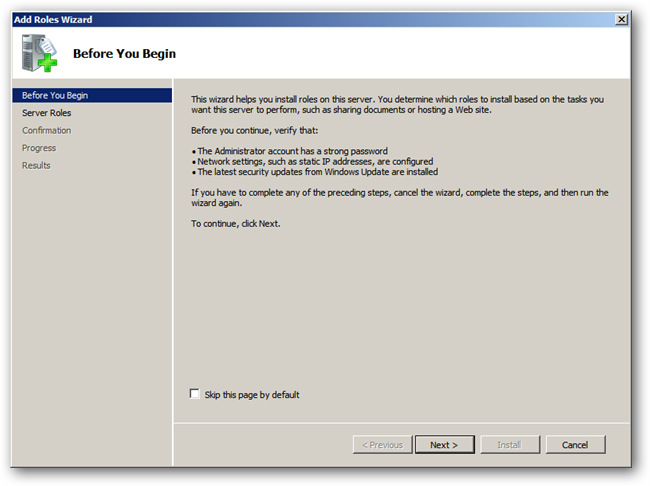 Add Roles Wizard
Before You Begin
Before You Begin
Server Roles
Confirmation
Progress
Results
This wizard helps you install roles on this server. You determine which roles to install based on the tasks you
want this server to perform, such as sharing documents or hosting a Web site.
Before you continue, verify that:
• The Administrator account has a strong password
• Network settings, such as static IP addresses, are configured
• The latest security updates from Windows Update are installed
If you have to complete any of the preceding steps, cancel the wizard, complete the steps, and then run the
wizard again.
To continue, click Next.
Skip this page by default
< Previous
Next >
Install
Cancel